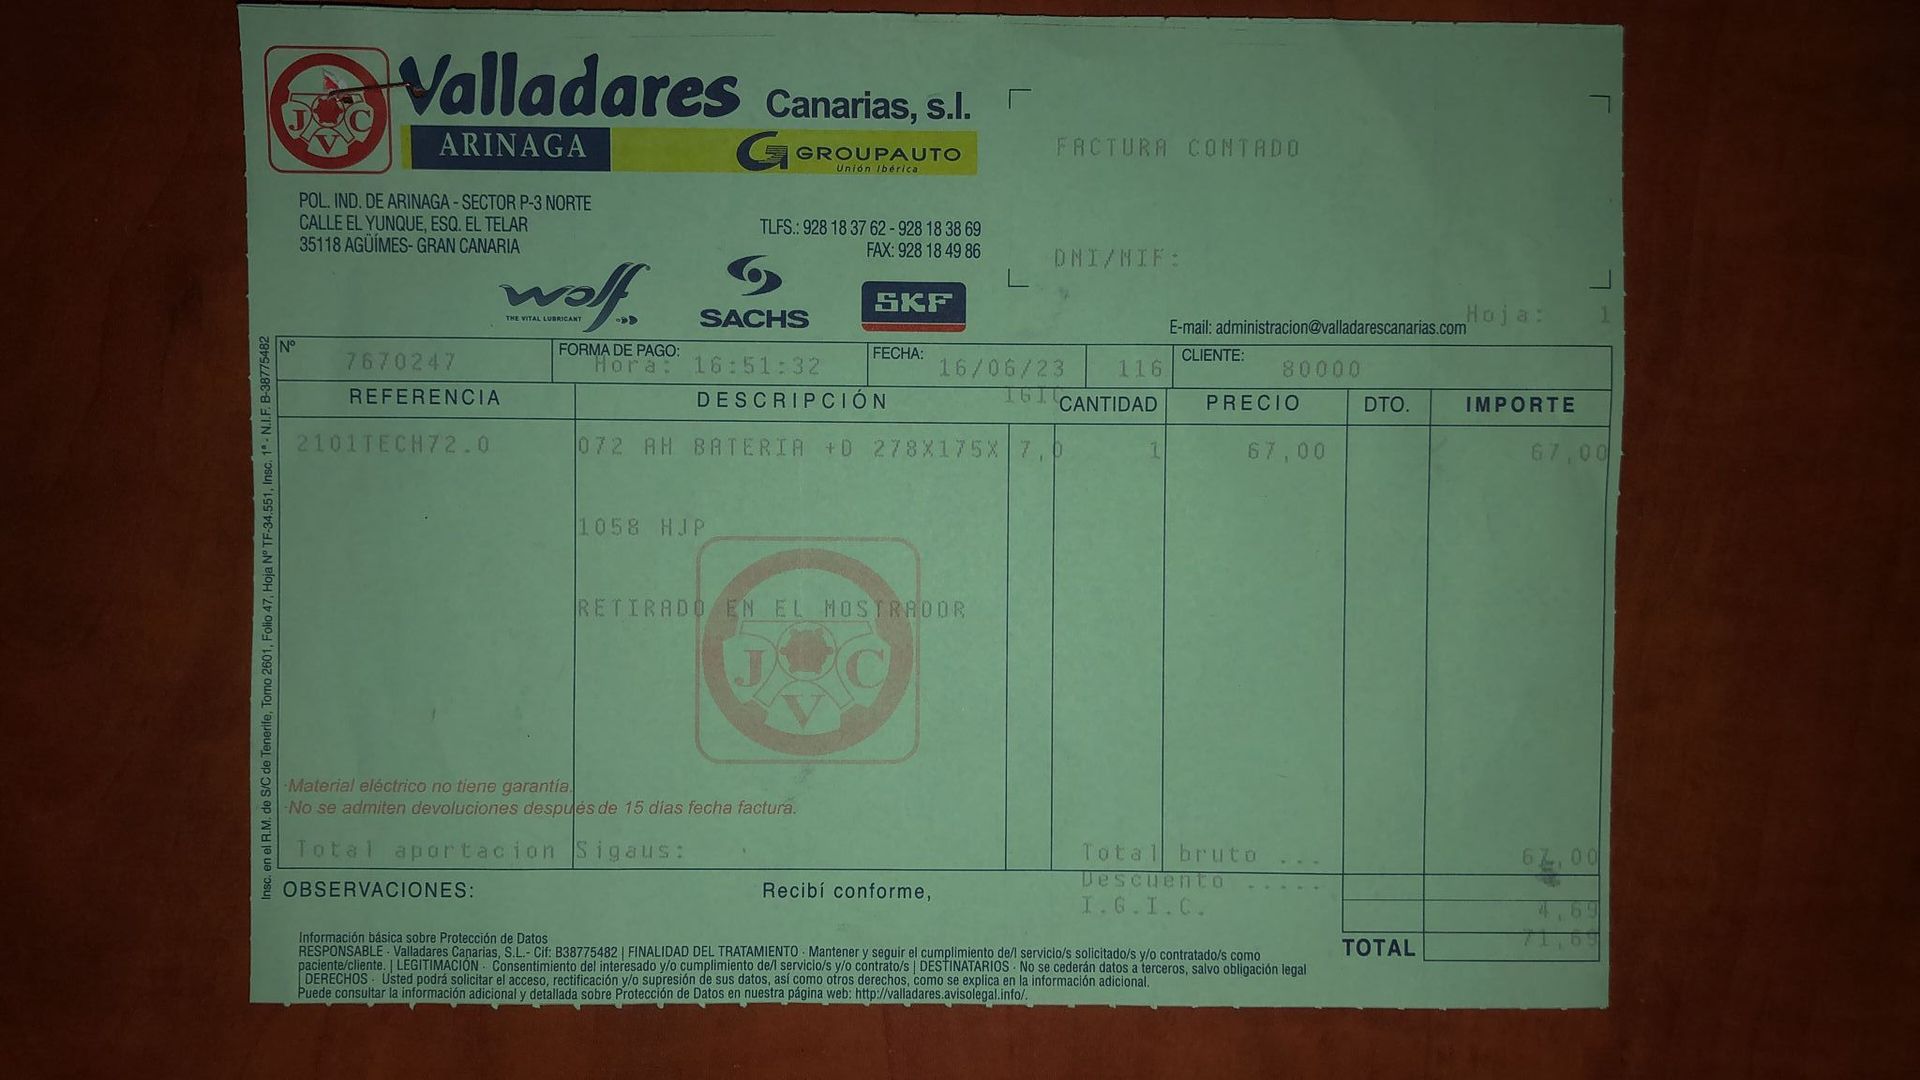 JVC
Valladares Canarias, s.l.
ARINAGA
GROUPAUTO
Unión Ibérica
FACTURA CONTADO
POL. IND. DE ARINAGA - SECTOR P-3 NORTE
CALLE EL YUNQUE, ESQ. EL TELAR
35118 AGÜÍMES- GRAN CANARIA
TLFS.: 928 18 37 62 - 928 18 38 69
FAX: 928 18 49 86
DNI/NIF:
wolf
THE VITAL LUBRICANT
SACHS
SKF
E-mail: administracion@valladarescanarias.com
Hoja: 1
Nº 7670247
FORMA DE PAGO:
Hora: 16:51:32
FECHA: 16/06/23 116
CLIENTE: 80000
REFERENCIA DESCRIPCIÓN IGIC CANTIDAD PRECIO DTO. IMPORTE
2101TECH72.0 072 AH BATERIA +D 278X175X 7,0 1 67,00 67,00
1058 HJP
RETIRADO EN EL MOSTRADOR
JVC
·Material eléctrico no tiene garantía.
·No se admiten devoluciones después de 15 días fecha factura.
Total aportacion Sigaus:
Total bruto ... 67,00
Descuento .....
I.G.I.C. 4,69
TOTAL 71,69
OBSERVACIONES:
Recibí conforme,
Insc. en el R.M. de S/C de Tenerife, Tomo 2601, Folio 47, Hoja Nº TF-34.551, Insc. 1ª - N.I.F. B-38775482
Información básica sobre Protección de Datos
RESPONSABLE · Valladares Canarias, S.L.- Cif: B38775482 | FINALIDAD DEL TRATAMIENTO · Mantener y seguir el cumplimiento de/l servicio/s solicitado/s y/o contratado/s como
paciente/cliente. | LEGITIMACIÓN · Consentimiento del interesado y/o cumplimiento de/l servicio/s y/o contrato/s | DESTINATARIOS · No se cederán datos a terceros, salvo obligación legal
| DERECHOS · Usted podrá solicitar el acceso, rectificación y/o supresión de sus datos, así como otros derechos, como se explica en la información adicional.
Puede consultar la información adicional y detallada sobre Protección de Datos en nuestra página web: http://valladares.avisolegal.info/.